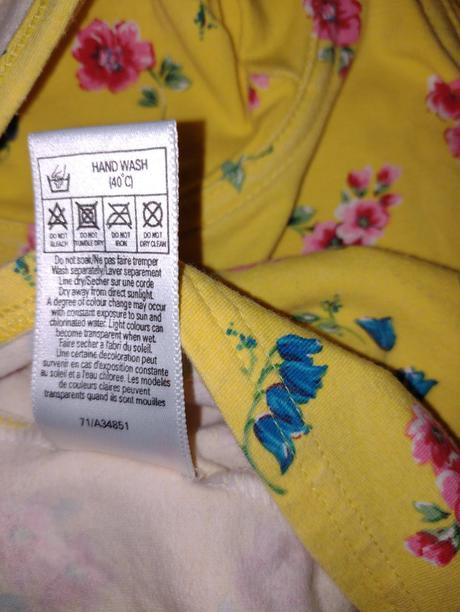 HAND WASH
(40°C)
DO NOT BLEACH
DO NOT TUMBLE DRY
DO NOT IRON
DO NOT DRY CLEAN
Do not soak/Ne pas faire tremper
Wash separately/Laver separement
Line dry/Secher sur une corde
Dry away from direct sunlight.
A degree of colour change may occur
with constant exposure to sun and
chlorinated water. Light colours can
become transparent when wet.
Faire secher a l'abri du soleil.
Une certaine decoloration peut
survenir en cas d'exposition constante
au soleil et a l'eau chloree. Les modeles
de couleurs claires peuvent
transparents quand ils sont mouilles
71/A34851